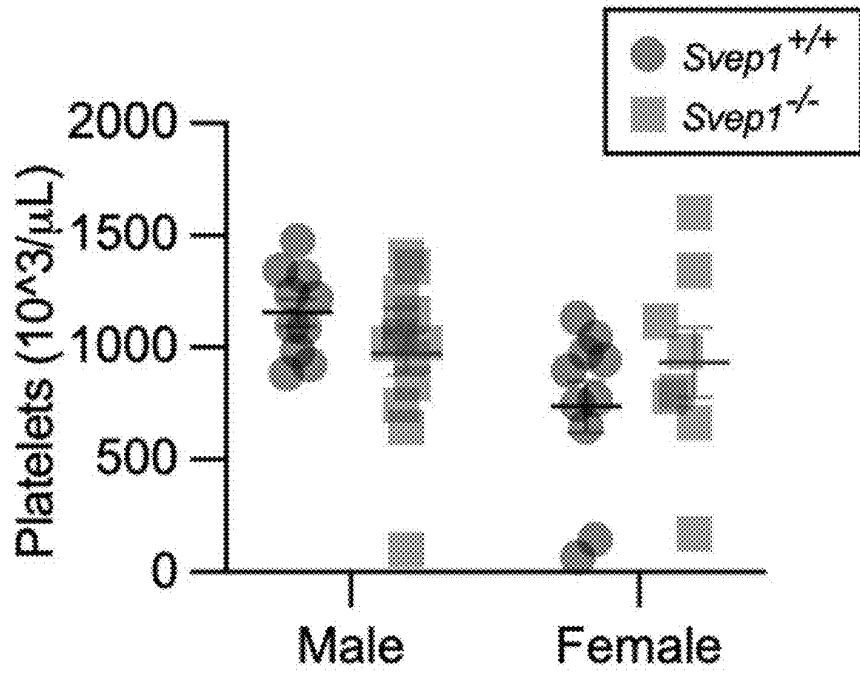 Svep1+/+
Svep1-/-
Platelets (10^3/μL)
2000
1500
1000
500
0
Male Female